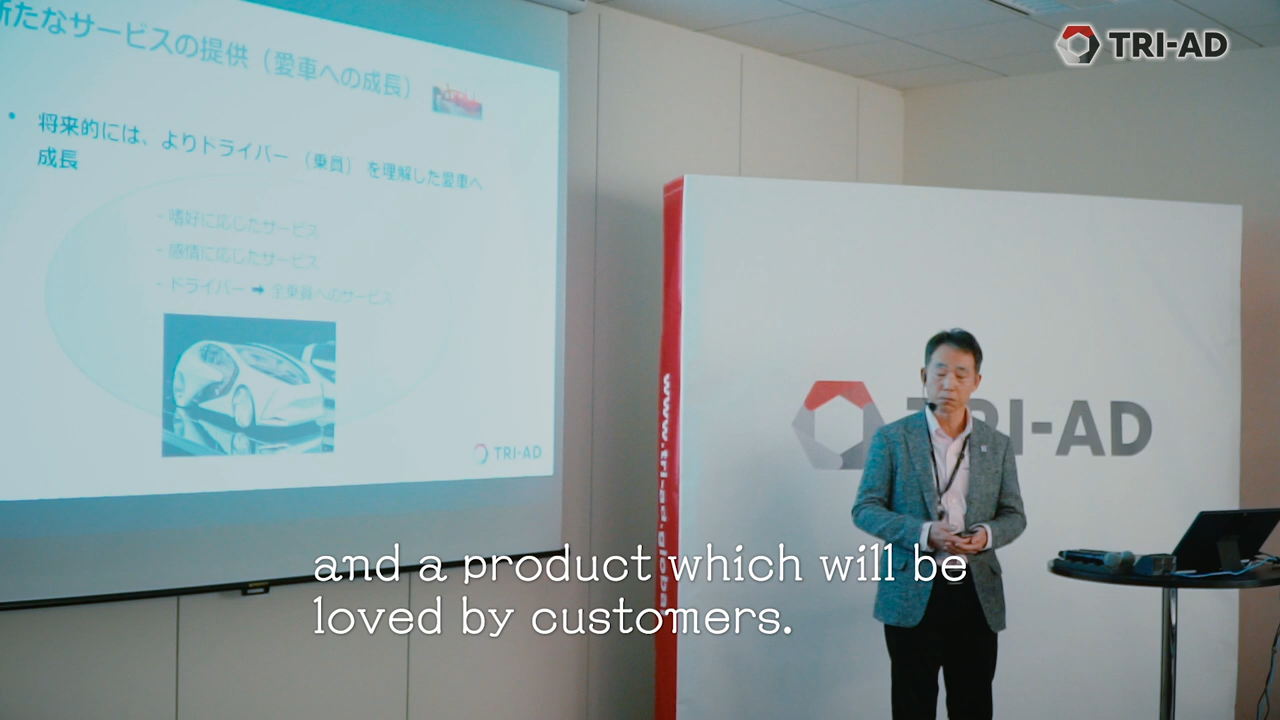 新たなサービスの提供（愛車への成長）
• 将来的には、よりドライバー（乗員）を理解した愛車へ
成長
- 嗜好に応じたサービス
- 感情に応じたサービス
- ドライバー ➡ 全乗員へのサービス
TRI-AD
TRI-AD
www.tri-ad.global
TRI-AD
and a product which will be
loved by customers.